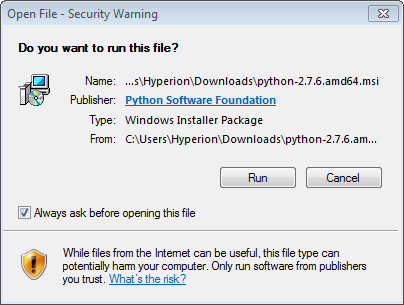 Open File - Security Warning
Do you want to run this file?
Name: ...s\Hyperion\Downloads\python-2.7.6.amd64.msi
Publisher: Python Software Foundation
Type: Windows Installer Package
From: C:\Users\Hyperion\Downloads\python-2.7.6.am...
Run Cancel
Always ask before opening this file
While files from the Internet can be useful, this file type can
potentially harm your computer. Only run software from publishers
you trust. What's the risk?